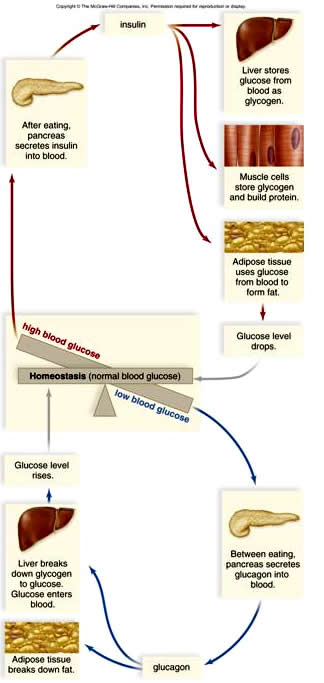 Copyright © The McGraw-Hill Companies, Inc. Permission required for reproduction or display.
insulin
Liver stores
glucose from
blood as
glycogen.
After eating,
pancreas
secretes insulin
into blood.
Muscle cells
store glycogen
and build protein.
Adipose tissue
uses glucose
from blood to
form fat.
Glucose level
drops.
high blood glucose
Homeostasis (normal blood glucose)
low blood glucose
Glucose level
rises.
Liver breaks
down glycogen
to glucose.
Glucose enters
blood.
Between eating,
pancreas secretes
glucagon into
blood.
Adipose tissue
breaks down fat.
glucagon